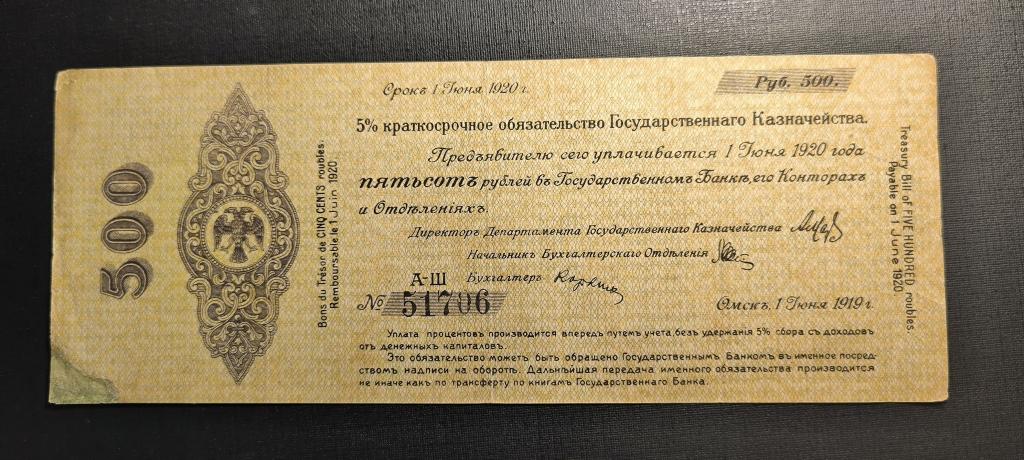 500
Bons du Trésor de CINQ CENTS roubles.
Remboursable le 1 Juin 1920
Срокъ 1 Июня 1920 г.
Руб. 500.
5% краткосрочное обязательство Государственнаго Казначейства.
Предъявителю сего уплачивается 1 Июня 1920 года
пятьсотъ рублей въ Государственномъ Банкѣ, его Конторахъ
и Отдѣленіяхъ.
Директоръ Департамента Государственнаго Казначейства
Начальникъ Бухгалтерскаго Отдѣленія
А-Ш Бухгалтеръ
№ 51706
Омскъ, 1 Июня 1919 г.
Уплата процентовъ производится впередъ путемъ учета, безъ удержанія 5% сбора съ доходовъ
отъ денежныхъ капиталовъ.
Это обязательство можетъ быть обращено Государственнымъ Банкомъ въ именное посред-
ствомъ надписи на оборотѣ. Дальнѣйшая передача именного обязательства производится
не иначе какъ по трансферту по книгамъ Государственнаго Банка.
Treasury-Bill of FIVE HUNDRED roubles.
Payable on 1 June 1920.